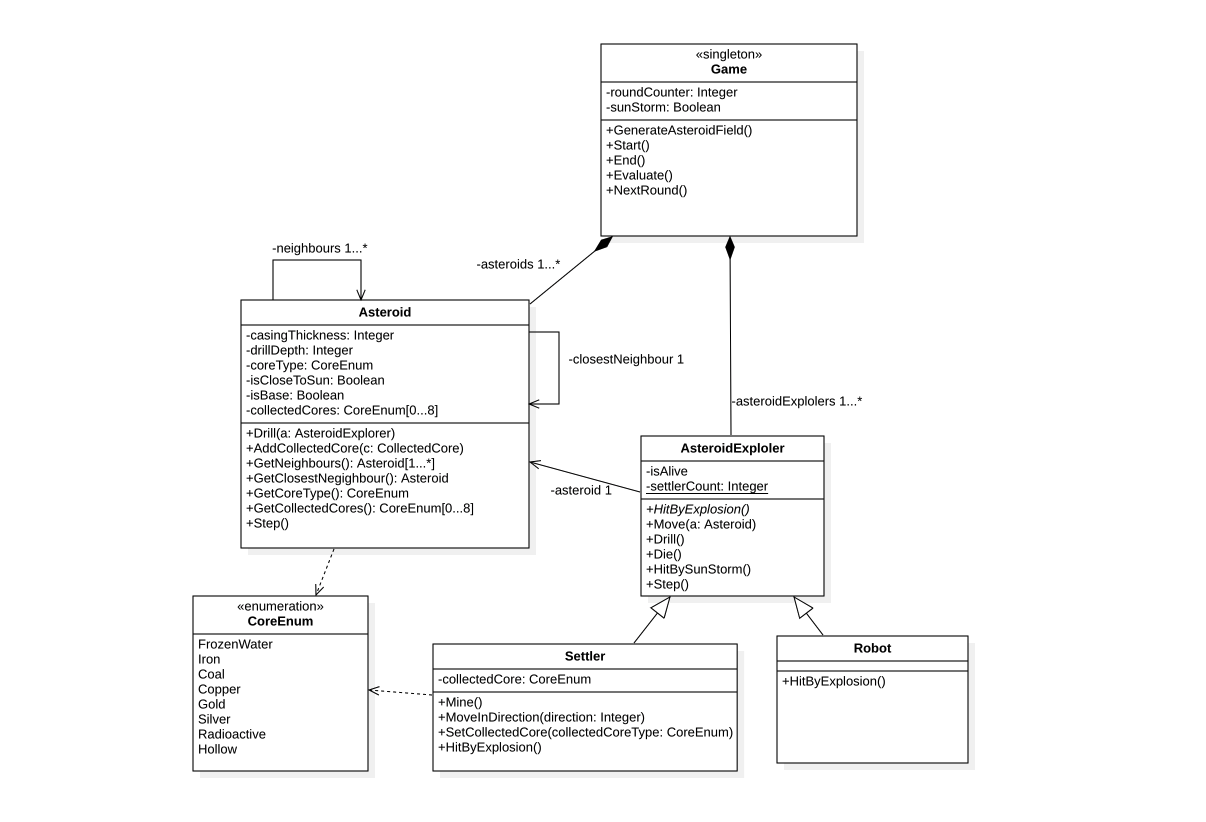 «singleton»
Game
-roundCounter: Integer
-sunStorm: Boolean
+GenerateAsteroidField()
+Start()
+End()
+Evaluate()
+NextRound()
-neighbours 1...*
-asteroids 1...*
Asteroid
-casingThickness: Integer
-drillDepth: Integer
-coreType: CoreEnum
-isCloseToSun: Boolean
-isBase: Boolean
-collectedCores: CoreEnum[0...8]
+Drill(a: AsteroidExplorer)
+AddCollectedCore(c: CollectedCore)
+GetNeighbours(): Asteroid[1...*]
+GetClosestNegighbour(): Asteroid
+GetCoreType(): CoreEnum
+GetCollectedCores(): CoreEnum[0...8]
+Step()
-closestNeighbour 1
-asteroidExplolers 1...*
-asteroid 1
AsteroidExploler
-isAlive
-settlerCount: Integer
+HitByExplosion()
+Move(a: Asteroid)
+Drill()
+Die()
+HitBySunStorm()
+Step()
«enumeration»
CoreEnum
FrozenWater
Iron
Coal
Copper
Gold
Silver
Radioactive
Hollow
Settler
-collectedCore: CoreEnum
+Mine()
+MoveInDirection(direction: Integer)
+SetCollectedCore(collectedCoreType: CoreEnum)
+HitByExplosion()
Robot
+HitByExplosion()